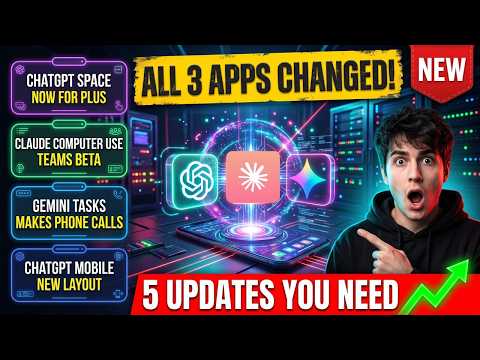 CHATGPT SPACE
NOW FOR PLUS
CLAUDE COMPUTER USE
TEAMS BETA
GEMINI TASKS
MAKES PHONE CALLS
CHATGPT MOBILE
NEW LAYOUT
ALL 3 APPS CHANGED!
NEW
5 UPDATES YOU NEED